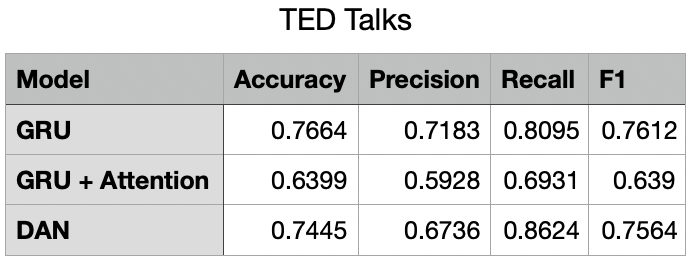 TED Talks
Model Accuracy Precision Recall F1
GRU 0.7664 0.7183 0.8095 0.7612
GRU + Attention 0.6399 0.5928 0.6931 0.639
DAN 0.7445 0.6736 0.8624 0.7564